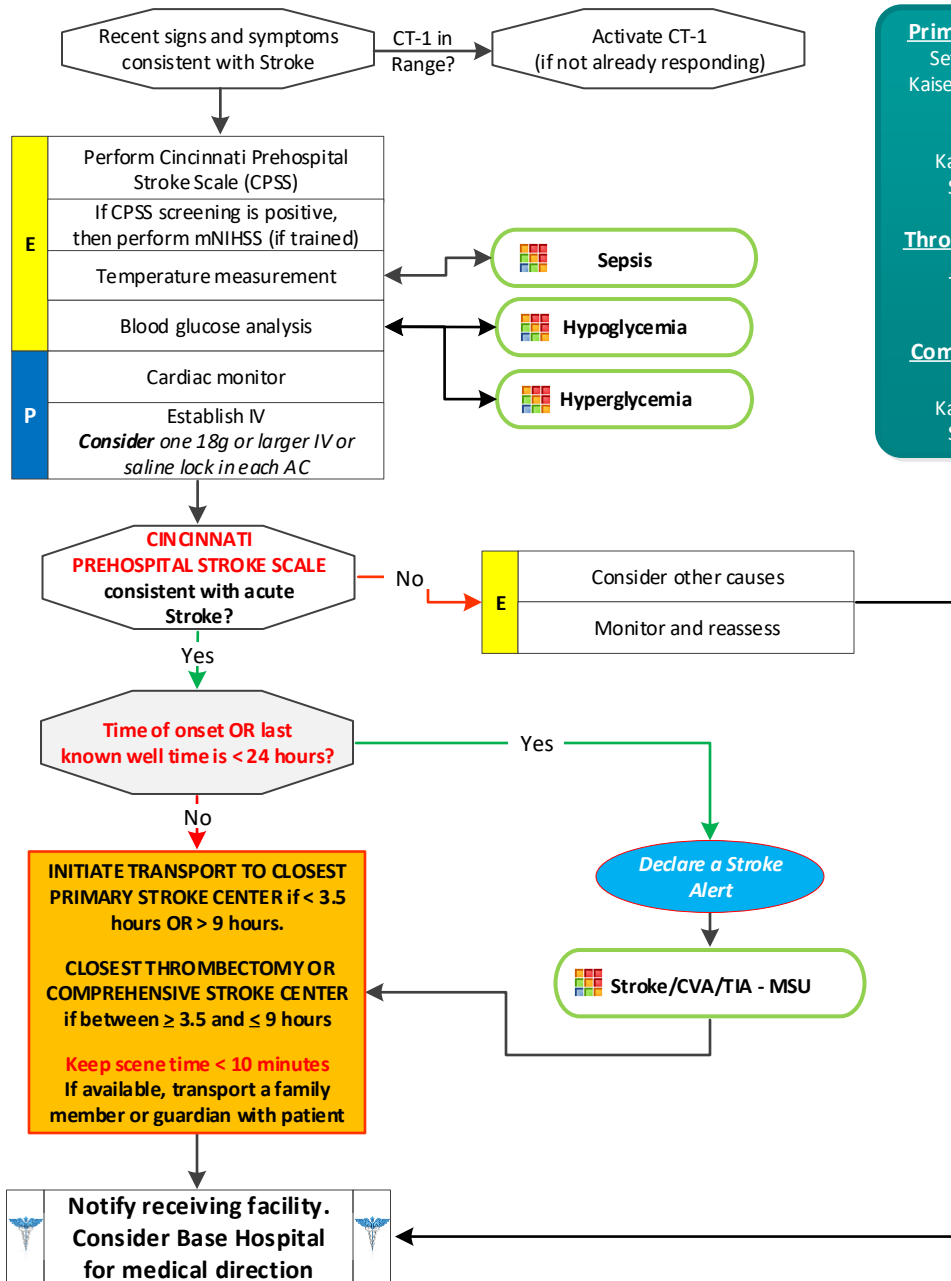 Recent signs and symptoms
consistent with Stroke
CT-1 in
Range?
Activate CT-1
(if not already responding)
E
Perform Cincinnati Prehospital
Stroke Scale (CPSS)
If CPSS screening is positive,
then perform mNIHSS (if trained)
Temperature measurement
Blood glucose analysis
Sepsis
Hypoglycemia
Hyperglycemia
P
Cardiac monitor
Establish IV
Consider one 18g or larger IV or
saline lock in each AC
CINCINNATI
PREHOSPITAL STROKE SCALE
consistent with acute
Stroke?
No
E
Consider other causes
Monitor and reassess
Yes
Time of onset OR last
known well time is < 24 hours?
Yes
No
Declare a Stroke
Alert
Stroke/CVA/TIA - MSU
INITIATE TRANSPORT TO CLOSEST
PRIMARY STROKE CENTER if < 3.5
hours OR > 9 hours.
CLOSEST THROMBECTOMY OR
COMPREHENSIVE STROKE CENTER
if between ≥ 3.5 and ≤ 9 hours
Keep scene time < 10 minutes
If available, transport a family
member or guardian with patient
Notify receiving facility.
Consider Base Hospital
for medical direction